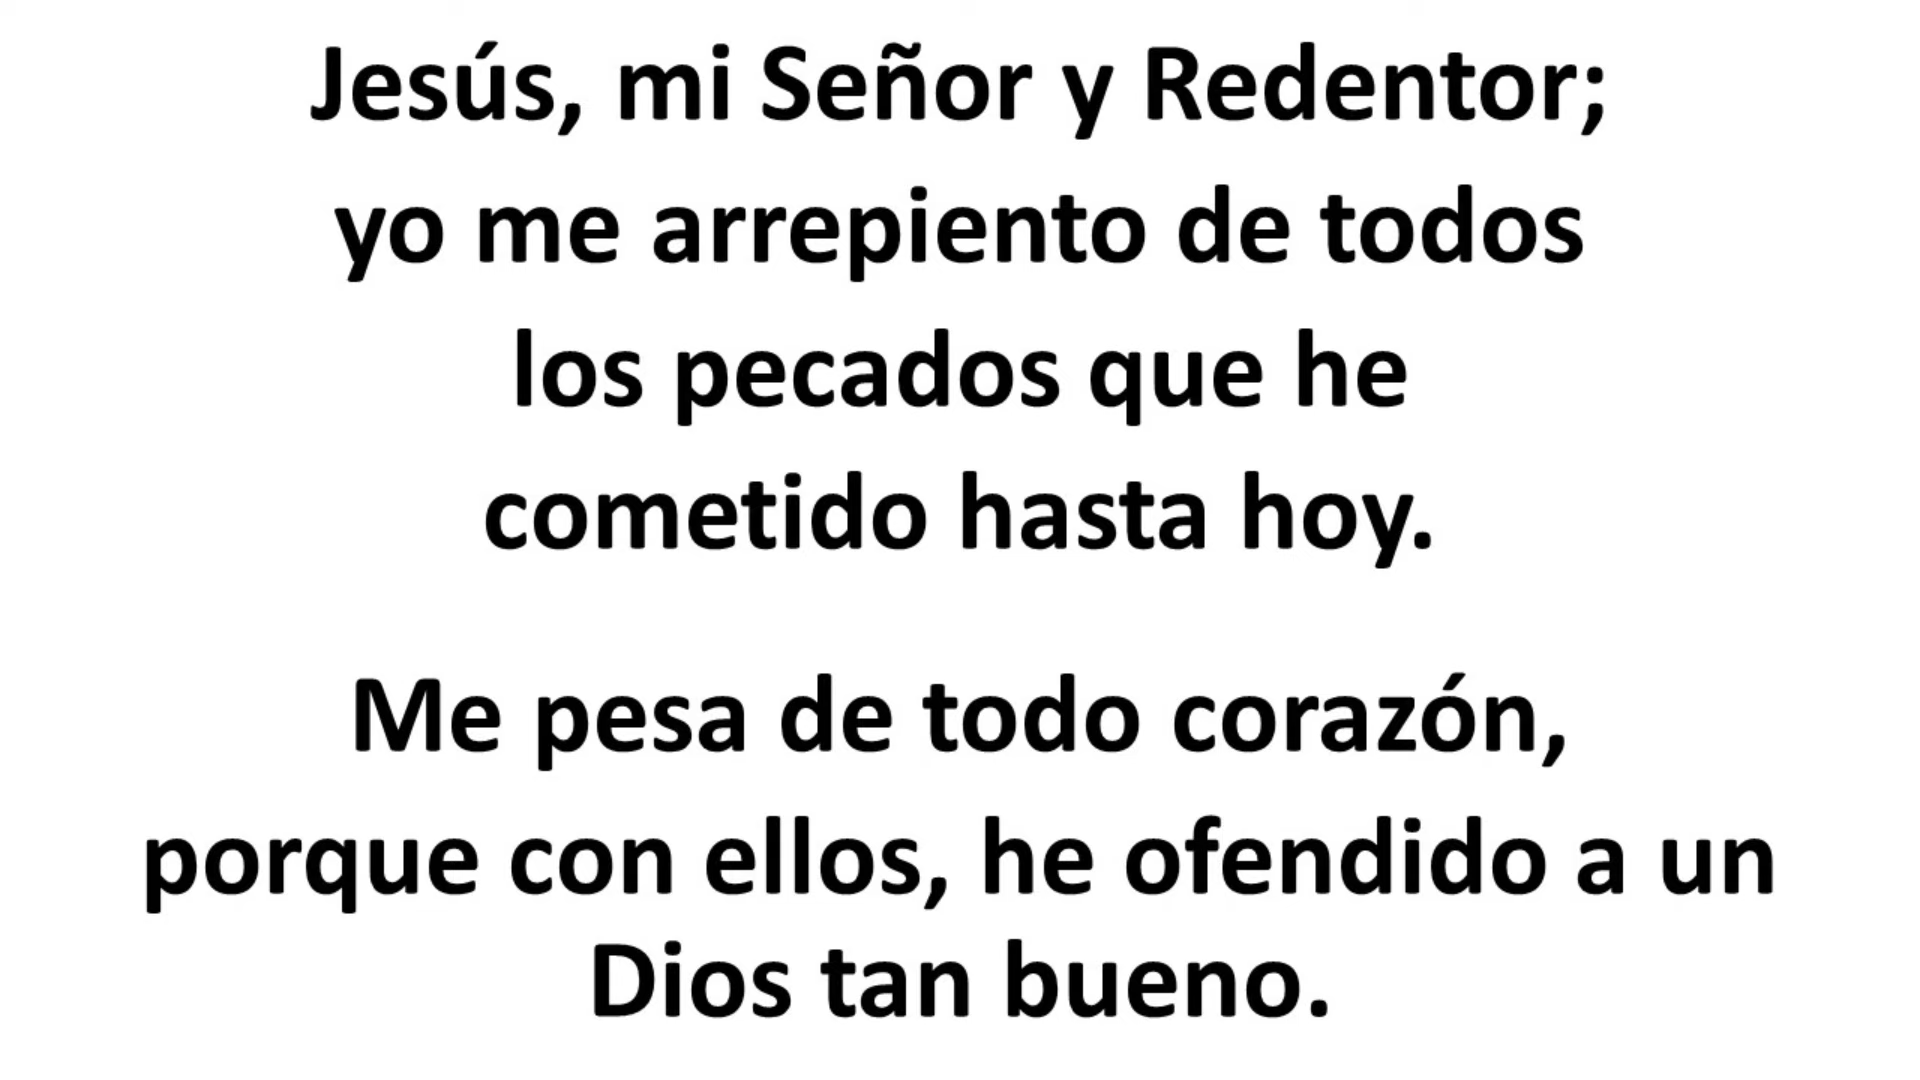 Jesús, mi Señor y Redentor;
yo me arrepiento de todos
los pecados que he
cometido hasta hoy.
Me pesa de todo corazón,
porque con ellos, he ofendido a un
Dios tan bueno.